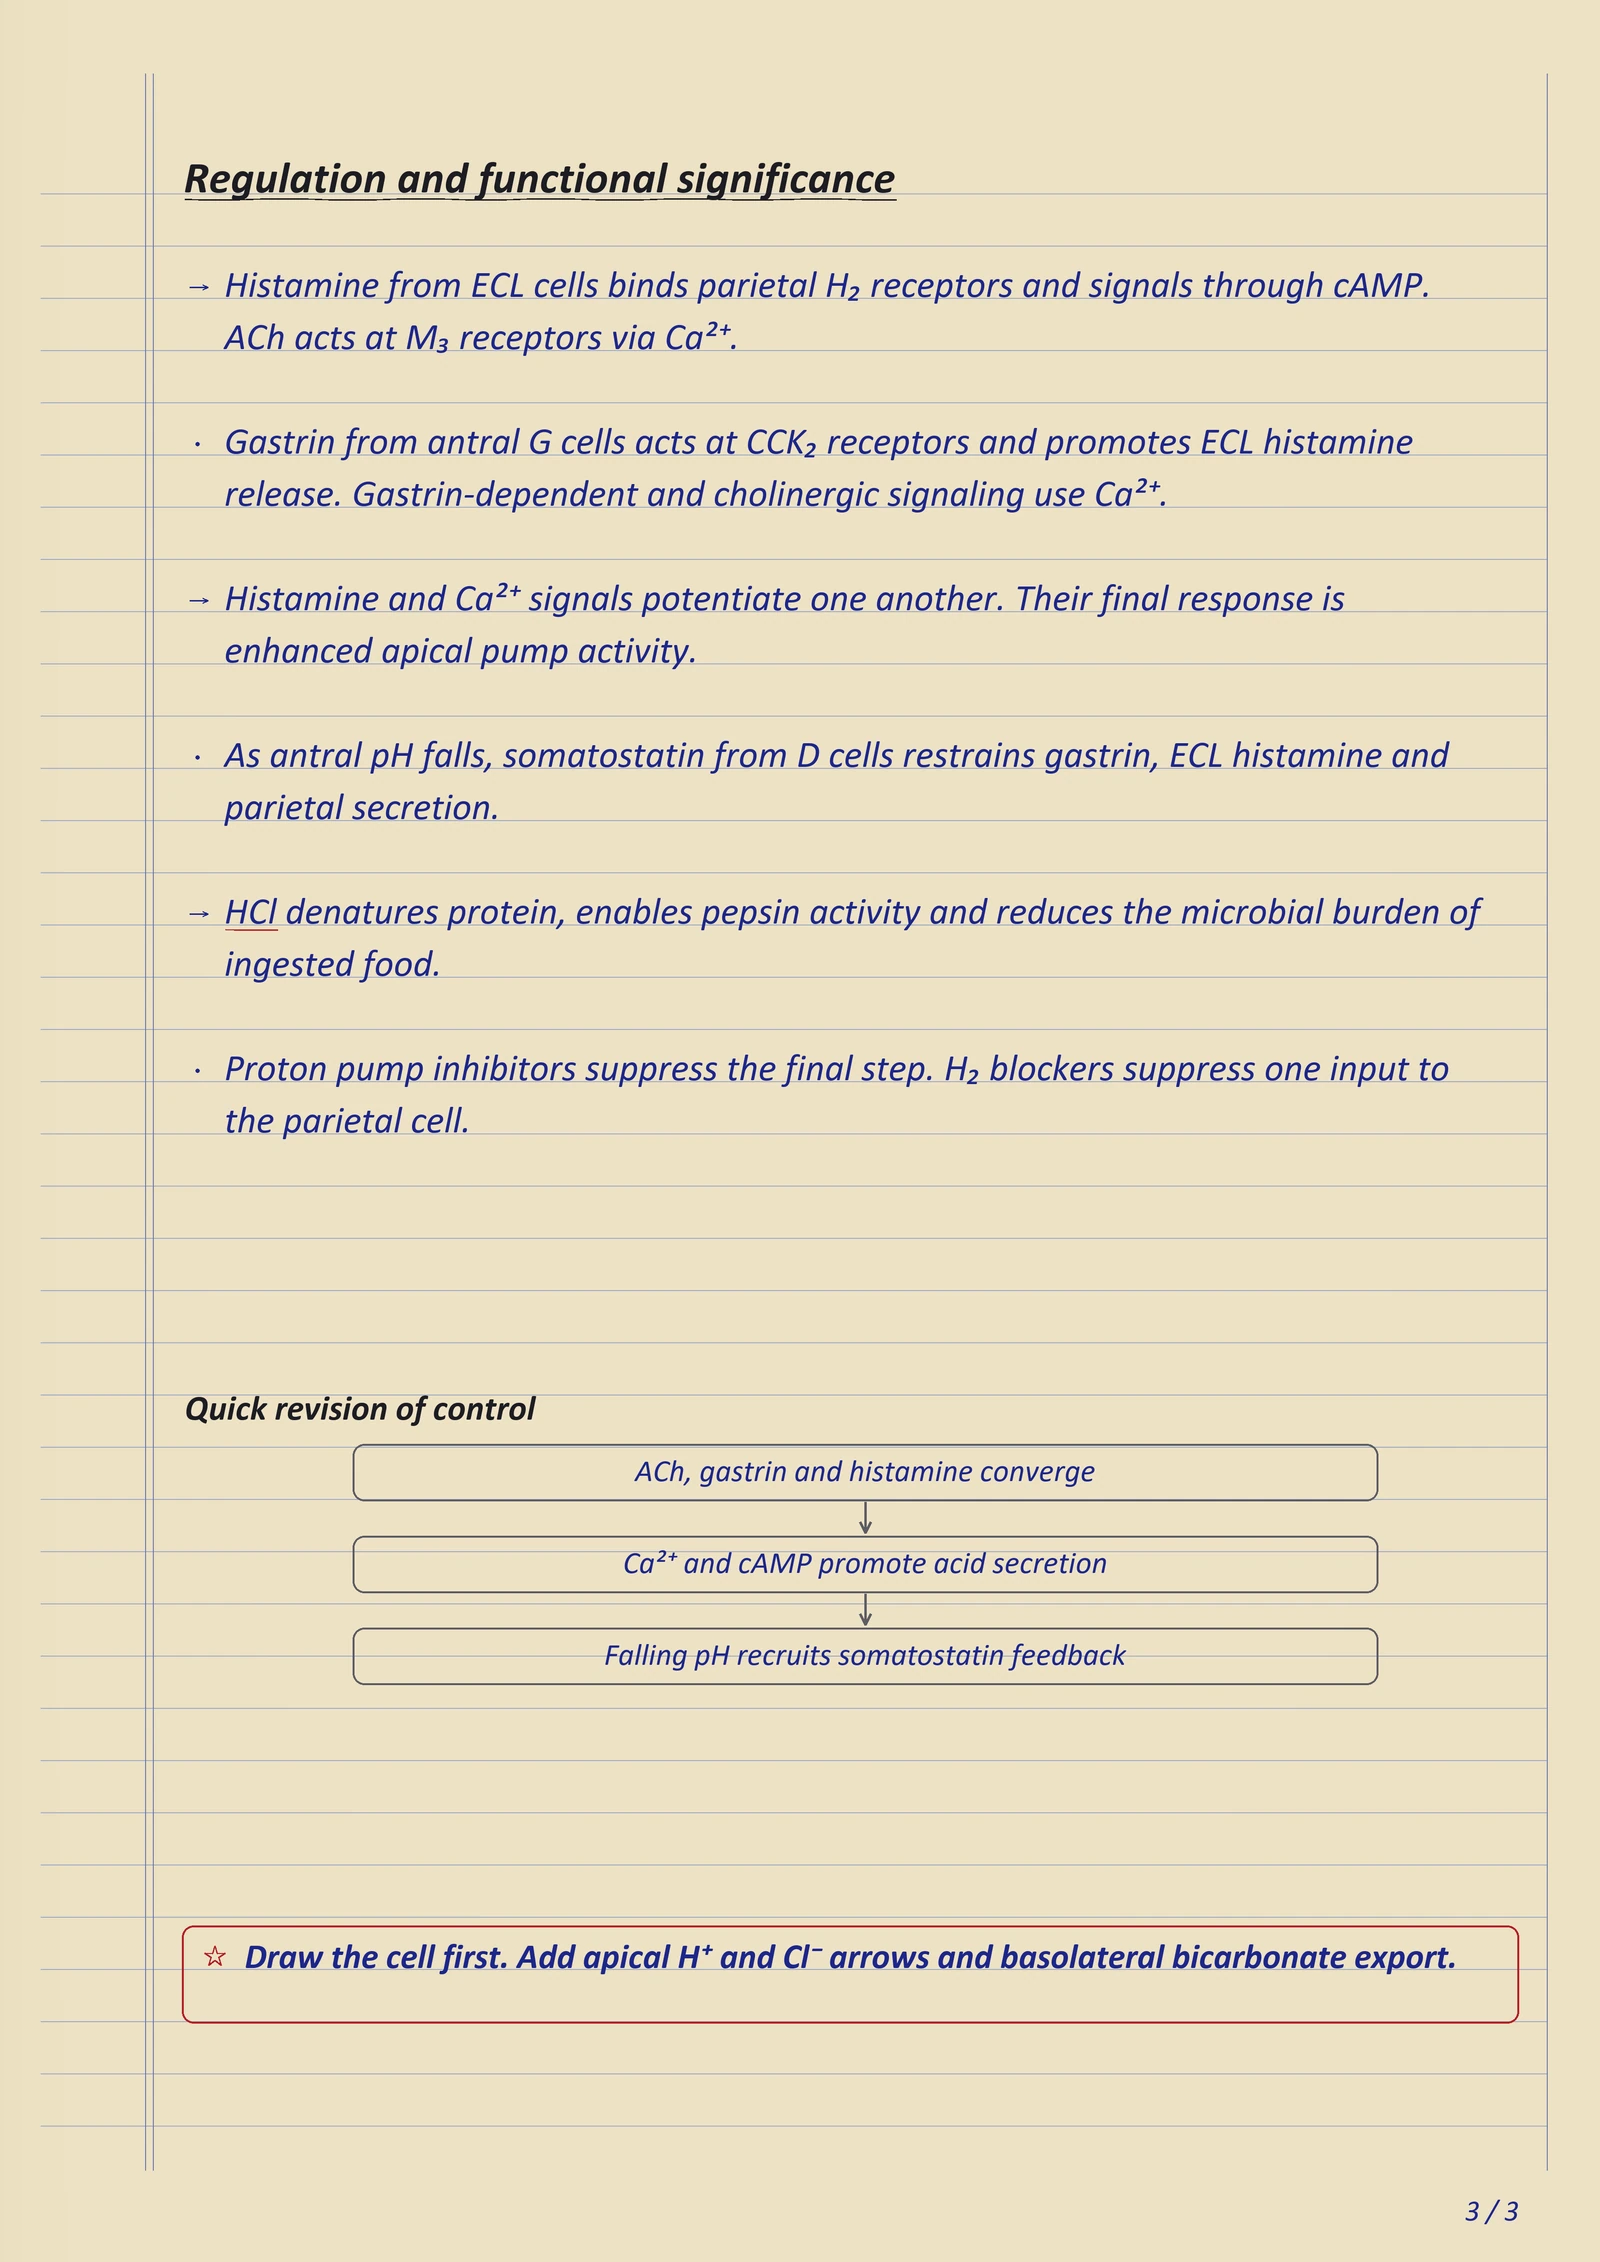 Regulation and functional significance
→ Histamine from ECL cells binds parietal H₂ receptors and signals through cAMP.
ACh acts at M₃ receptors via Ca²⁺.
· Gastrin from antral G cells acts at CCK₂ receptors and promotes ECL histamine
release. Gastrin-dependent and cholinergic signaling use Ca²⁺.
→ Histamine and Ca²⁺ signals potentiate one another. Their final response is
enhanced apical pump activity.
· As antral pH falls, somatostatin from D cells restrains gastrin, ECL histamine and
parietal secretion.
→ HCl denatures protein, enables pepsin activity and reduces the microbial burden of
ingested food.
· Proton pump inhibitors suppress the final step. H₂ blockers suppress one input to
the parietal cell.
Quick revision of control
ACh, gastrin and histamine converge
Ca²⁺ and cAMP promote acid secretion
Falling pH recruits somatostatin feedback
☆ Draw the cell first. Add apical H⁺ and Cl⁻ arrows and basolateral bicarbonate export.
3 / 3